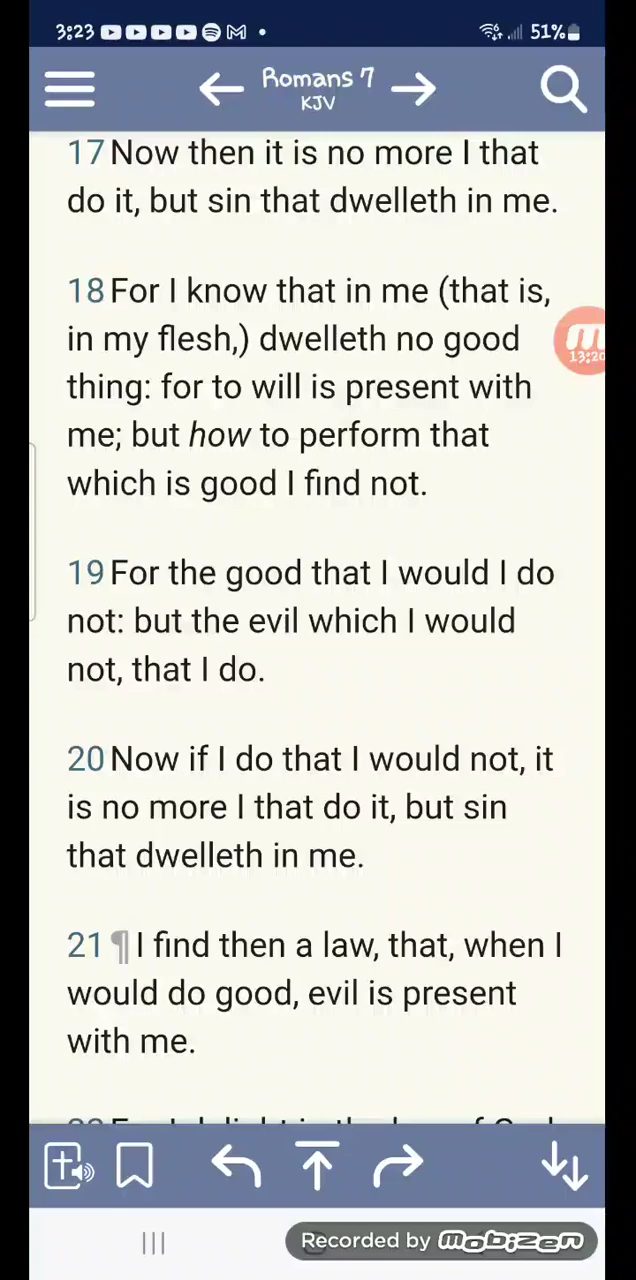 3:23 51%
Romans 7
KJV
17 Now then it is no more I that
do it, but sin that dwelleth in me.
18 For I know that in me (that is,
in my flesh,) dwelleth no good
13:20
thing: for to will is present with
me; but how to perform that
which is good I find not.
19 For the good that I would I do
not: but the evil which I would
not, that I do.
20 Now if I do that I would not, it
is no more I that do it, but sin
that dwelleth in me.
21 ¶ I find then a law, that, when I
would do good, evil is present
with me.
Recorded by mobizen